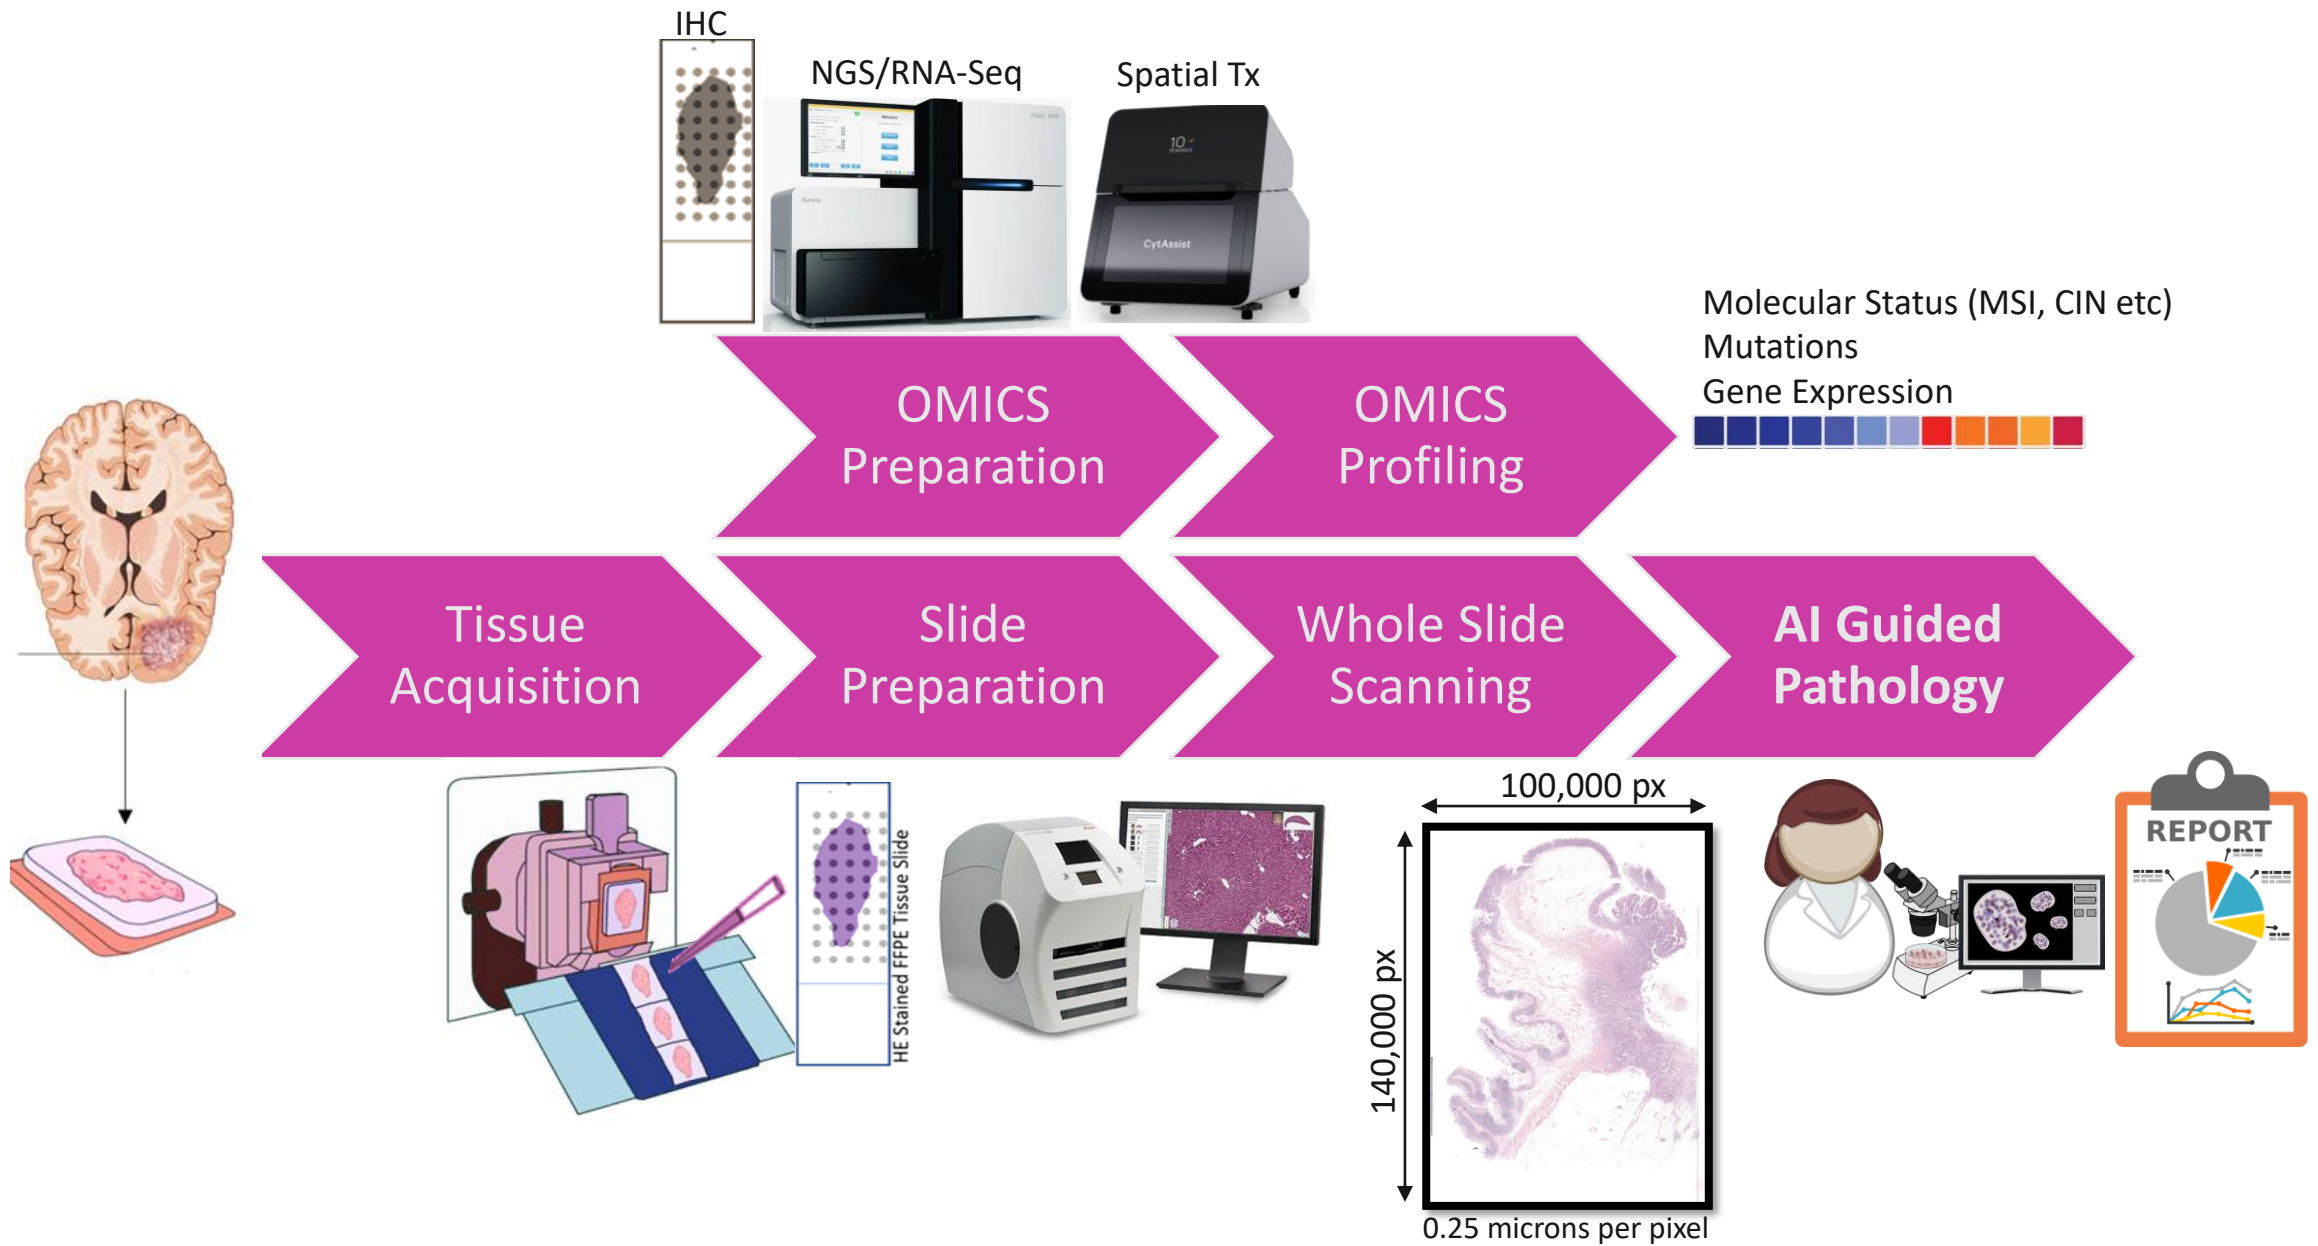 IHC
NGS/RNA-Seq
Spatial Tx
10x
GENOMICS
CytAssist
Molecular Status (MSI, CIN etc)
Mutations
Gene Expression
OMICS
Preparation
OMICS
Profiling
Tissue
Acquisition
Slide
Preparation
Whole Slide
Scanning
AI Guided
Pathology
HE Stained FFPE Tissue Slide
100,000 px
140,000 px
0.25 microns per pixel
REPORT